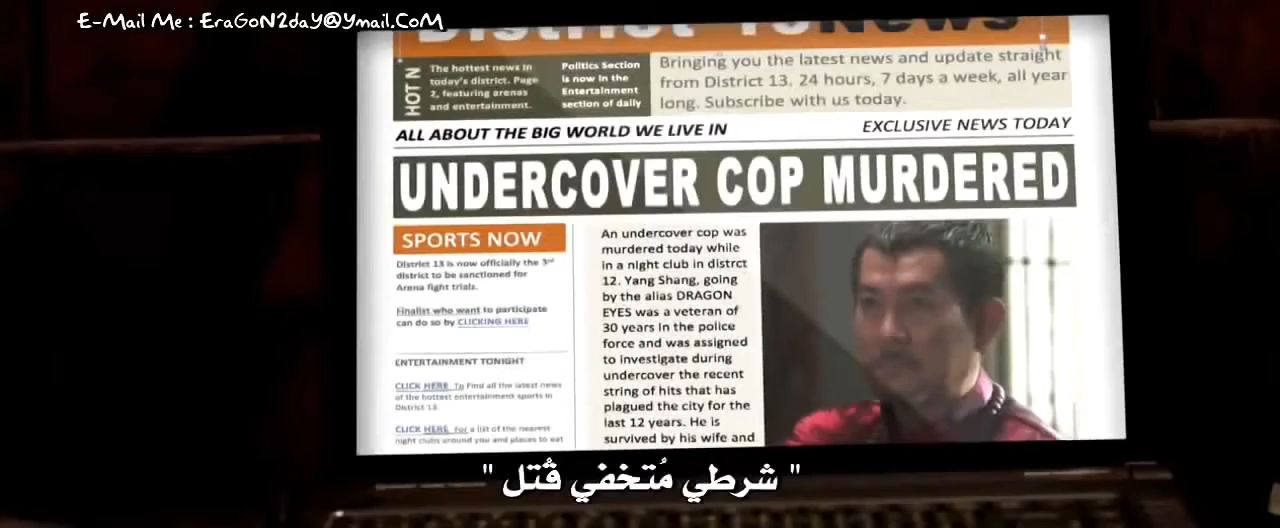 E-Mail Me : EraGoN2daY@Ymail.CoM
District 13News
HOT N
The hottest news in
today's district. Page
2, featuring arenas
and entertainment.
Politics Section
is now in the
Entertainment
section of daily
Bringing you the latest news and update straight
from District 13. 24 hours, 7 days a week, all year
long. Subscribe with us today.
ALL ABOUT THE BIG WORLD WE LIVE IN
EXCLUSIVE NEWS TODAY
UNDERCOVER COP MURDERED
SPORTS NOW
District 13 is now officially the 3rd
district to be sanctioned for
Arena fight trials.
Finalist who want to participate
can do so by CLICKING HERE
ENTERTAINMENT TONIGHT
CLICK HERE To Find all the latest news
of the hottest entertainment sports in
District 13
CLICK HERE For a list of the nearest
night clubs around you and places to eat
An undercover cop was
murdered today while
in a night club in distrct
12. Yang Shang, going
by the alias DRAGON
EYES was a veteran of
30 years in the police
force and was assigned
to investigate during
undercover the recent
string of hits that has
plagued the city for the
last 12 years. He is
survived by his wife and
" شرطي مُتخفي قُتل "